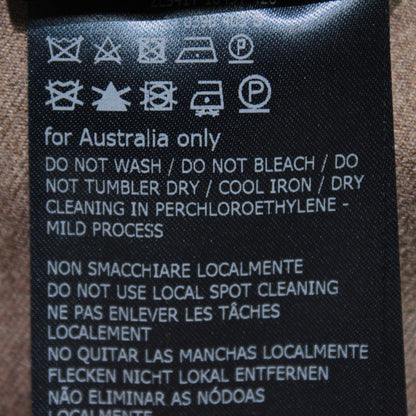 P
P
for Australia only
DO NOT WASH / DO NOT BLEACH / DO
NOT TUMBLER DRY / COOL IRON / DRY
CLEANING IN PERCHLOROETHYLENE -
MILD PROCESS
NON SMACCHIARE LOCALMENTE
DO NOT USE LOCAL SPOT CLEANING
NE PAS ENLEVER LES TÂCHES
LOCALEMENT
NO QUITAR LAS MANCHAS LOCALMENTE
FLECKEN NICHT LOKAL ENTFERNEN
NÃO ELIMINAR AS NÓDOAS
LOCALMENTE